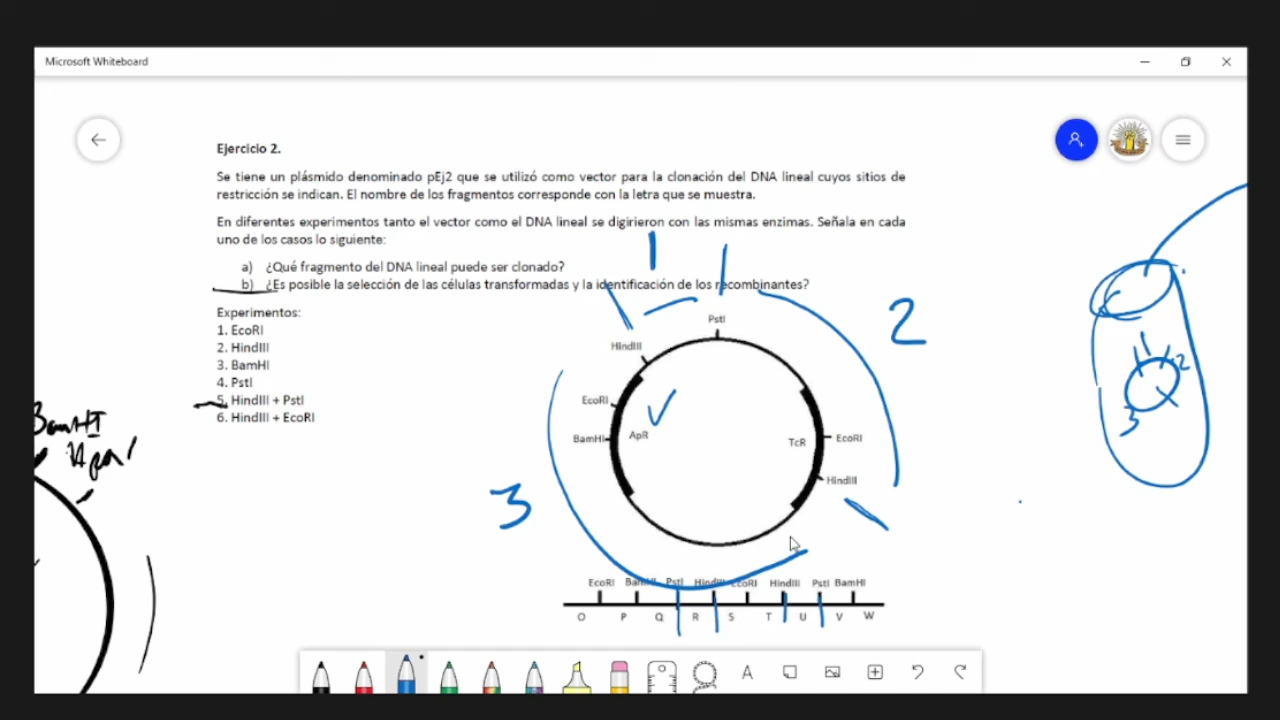 Microsoft Whiteboard
Ejercicio 2.
Se tiene un plásmido denominado pEj2 que se utilizó como vector para la clonación del DNA lineal cuyos sitios de
restricción se indican. El nombre de los fragmentos corresponde con la letra que se muestra.
En diferentes experimentos tanto el vector como el DNA lineal se digirieron con las mismas enzimas. Señala en cada
uno de los casos lo siguiente:
a) ¿Qué fragmento del DNA lineal puede ser clonado?
b) ¿Es posible la selección de las células transformadas y la identificación de los recombinantes?
Experimentos:
1. EcoRI
2. HindIII
3. BamHI
4. PstI
5. HindIII + PstI
6. HindIII + EcoRI
1
2
3
PstI
HindIII
EcoRI
BamHI
ApR
TcR
EcoRI
HindIII
BamHI
EcoRI BamHI PstI HindIII EcoRI HindIII PstI BamHI
O P Q R S T U V W
1
2
3
A